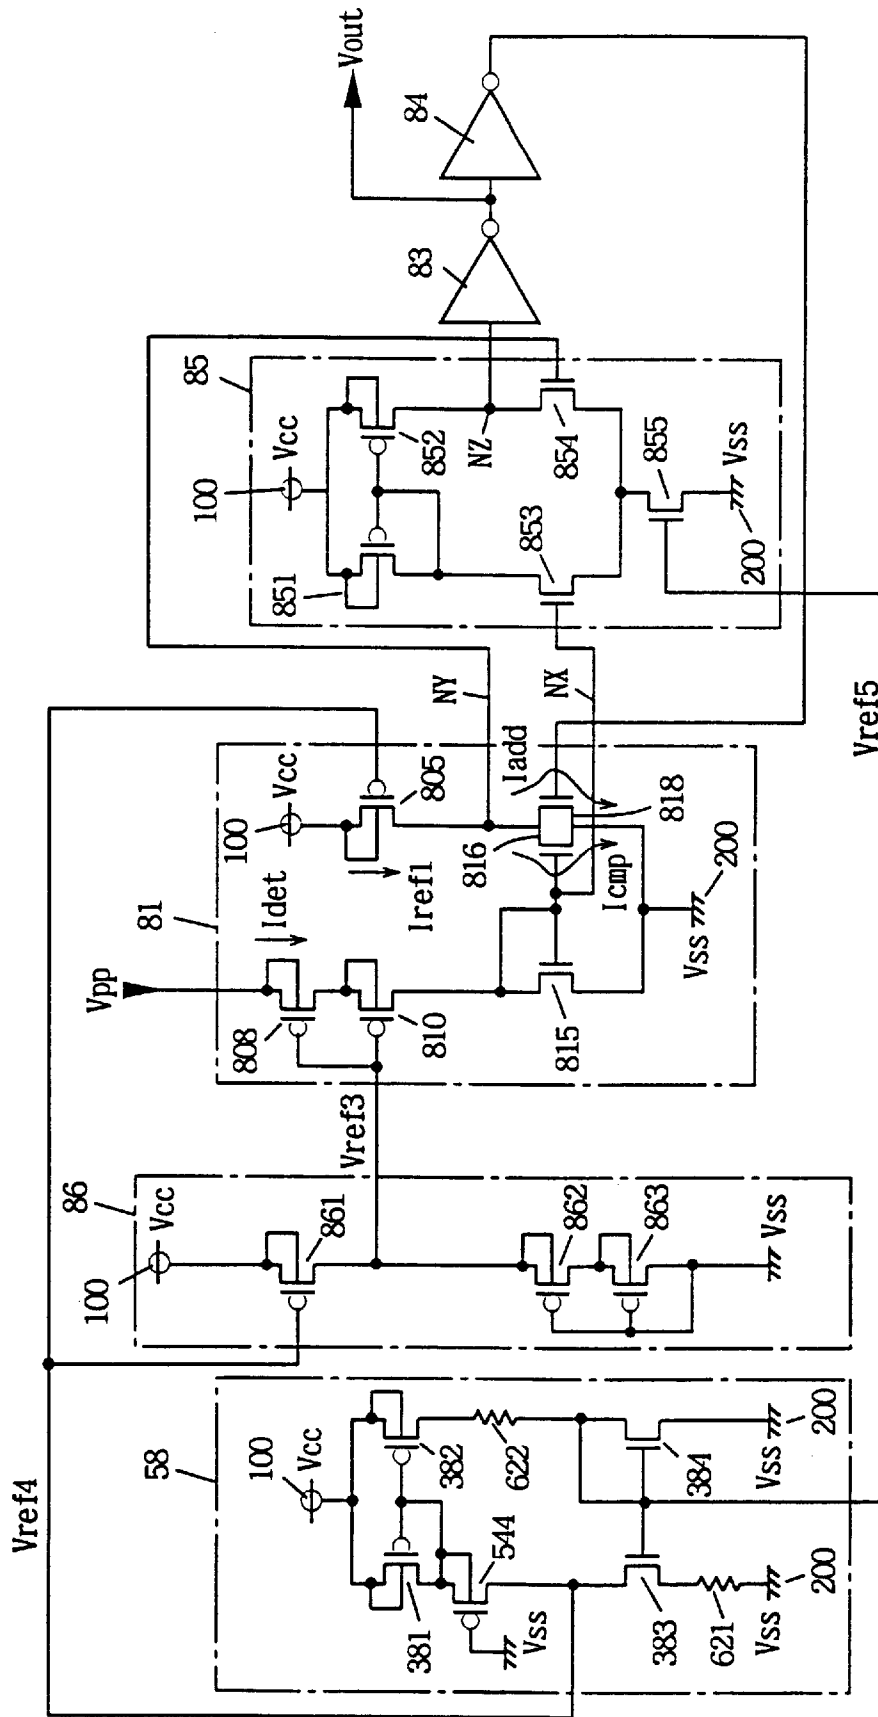 Vref4
58
100
Vcc
381
382
544
Vss
622
383
384
621
Vss
200
Vss
200
86
100
Vcc
861
Vref3
862
863
Vss
81
Vpp
Idet
808
810
100
Vcc
805
Iref1
NY
815
816
Iadd
818
Icmp
NX
Vss
200
85
100
Vcc
851
852
NZ
853
854
855
200
Vss
Vref5
83
84
Vout